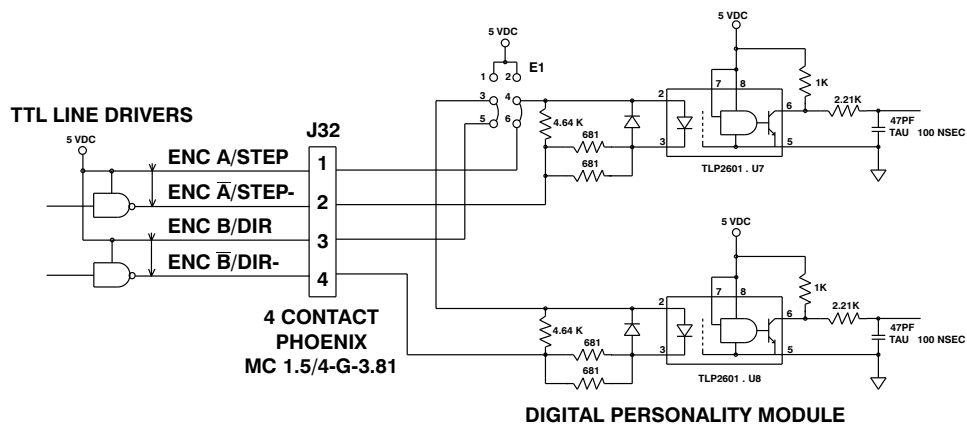 5 VDC
1
2
E1
3
4
5
6
TTL LINE DRIVERS
5 VDC
J32
ENC A/STEP
1
ENC A̅/STEP-
2
ENC B/DIR
3
ENC B̅/DIR-
4
4 CONTACT
PHOENIX
MC 1.5/4-G-3.81
4.64 K
681
681
5 VDC
7
8
2
3
6
5
1K
2.21K
47PF
TAU 100 NSEC
TLP2601 . U7
4.64 K
681
681
5 VDC
7
8
2
3
6
5
1K
2.21K
47PF
TAU 100 NSEC
TLP2601 . U8
DIGITAL PERSONALITY MODULE